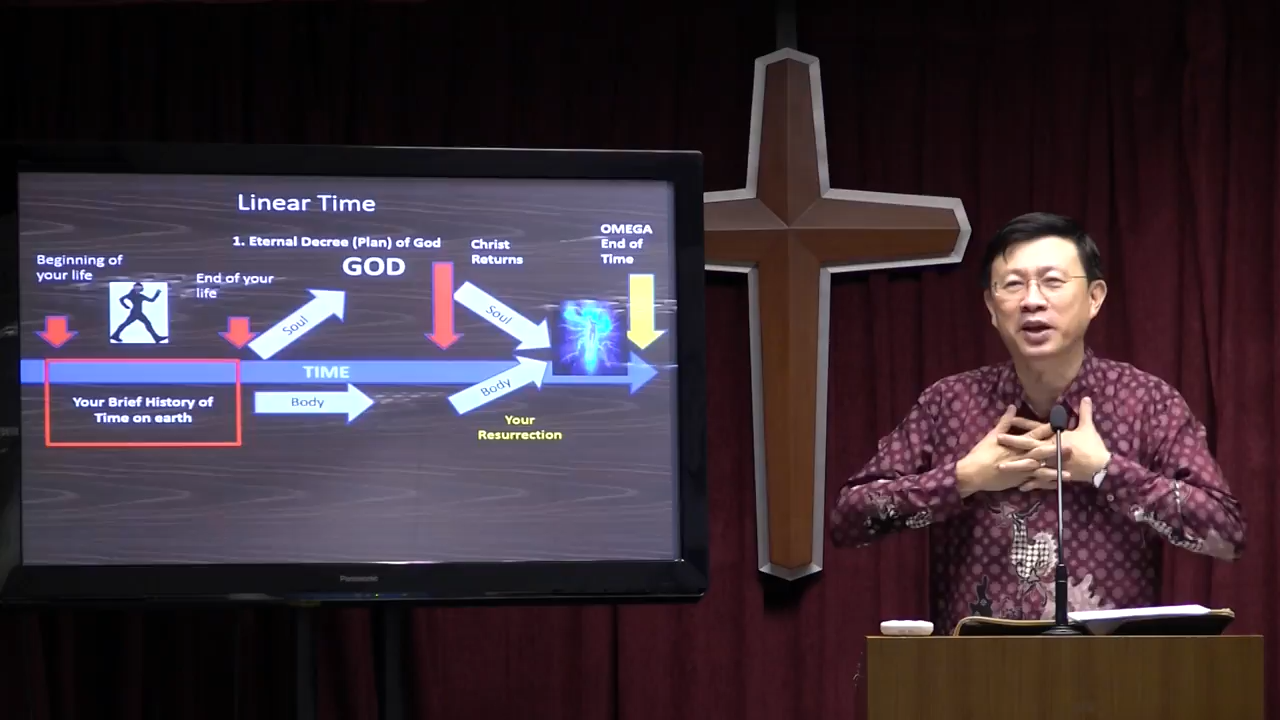 Linear Time
1. Eternal Decree (Plan) of God
GOD
Beginning of
your life
End of your
life
Christ
Returns
OMEGA
End of
Time
Soul
Soul
TIME
Your Brief History of
Time on earth
Body
Body
Your
Resurrection
Panasonic